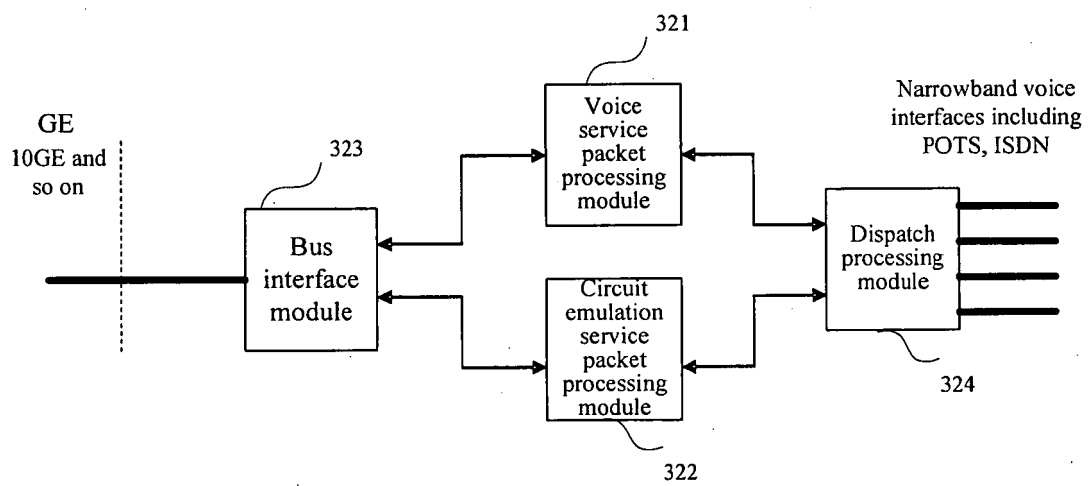 321
Voice
service
packet
processing
module
Narrowband voice
interfaces including
POTS, ISDN
GE
10GE and
so on
323
Bus
interface
module
Dispatch
processing
module
Circuit
emulation
service
packet
processing
module
324
322